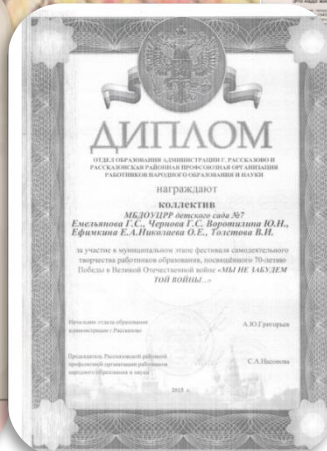 ДИПЛОМ
ОТДЕЛ ОБРАЗОВАНИЯ АДМИНИСТРАЦИИ Г. РАССКАЗОВО И
РАССКАЗОВСКАЯ РАЙОННАЯ ПРОФСОЮЗНАЯ ОРГАНИЗАЦИЯ
РАБОТНИКОВ НАРОДНОГО ОБРАЗОВАНИЯ И НАУКИ
награждают
коллектив
МБДОУЦРР детского сада №7
Емельянова Г.С., Чернова Г.С. Воротилина Ю.Н.,
Ефимкина Е.А.Николаева О.Е., Толстова В.И.
за участие в муниципальном этапе фестиваля самодеятельного
творчества работников образования, посвящённого 70-летию
Победы в Великой Отечественной войне «МЫ НЕ ЗАБУДЕМ
ТОЙ ВОЙНЫ...»
Начальник отдела образования
администрации г. Рассказово
А.Ю.Григорьев
Председатель Рассказовской районной
профсоюзной организации работников
народного образования и науки
С.А.Насонова
2015 г.